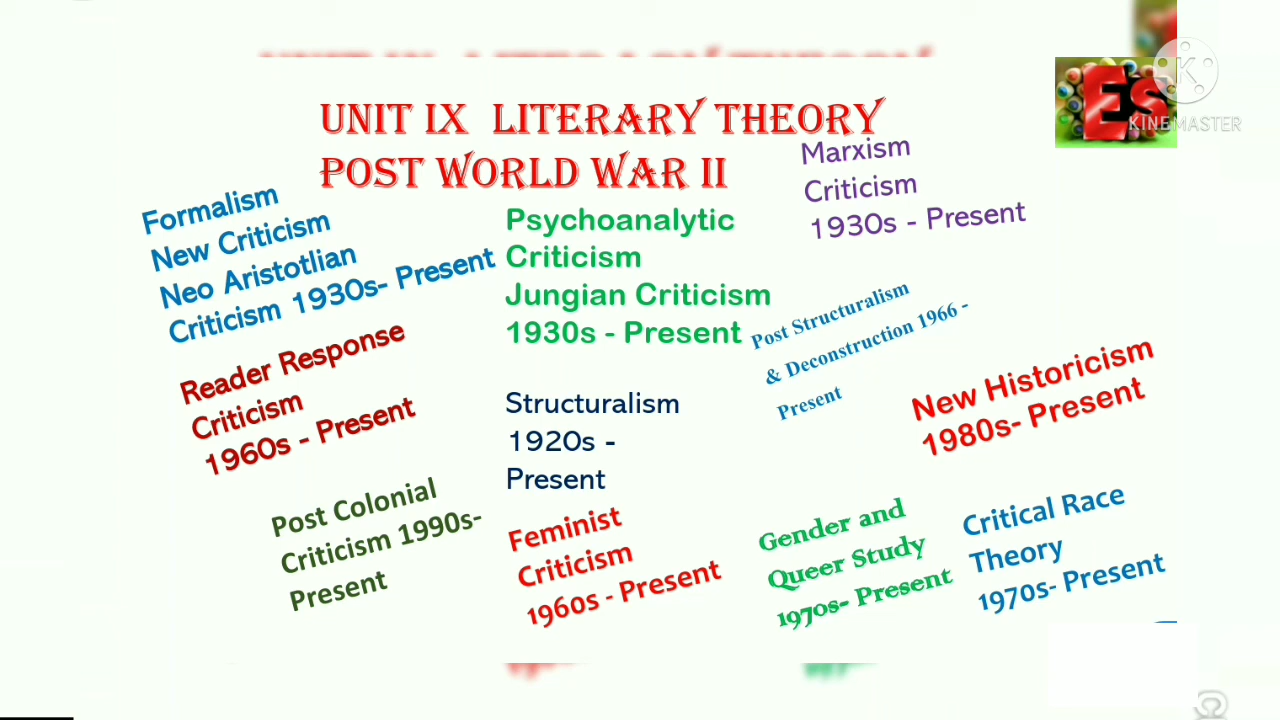 UNIT IX LITERARY THEORY
POST WORLD WAR II
Marxism
Criticism
1930s - Present
Formalism
New Criticism
Neo Aristotlian
Criticism 1930s- Present
Psychoanalytic
Criticism
Jungian Criticism
1930s - Present
Post Structuralism
& Deconstruction 1966 -
Present
Reader Response
Criticism
1960s - Present
Structuralism
1920s -
Present
New Historicism
1980s- Present
Post Colonial
Criticism 1990s-
Present
Feminist
Criticism
1960s - Present
Gender and
Queer Study
1970s- Present
Critical Race
Theory
1970s- Present
Es
K
KINEMASTER